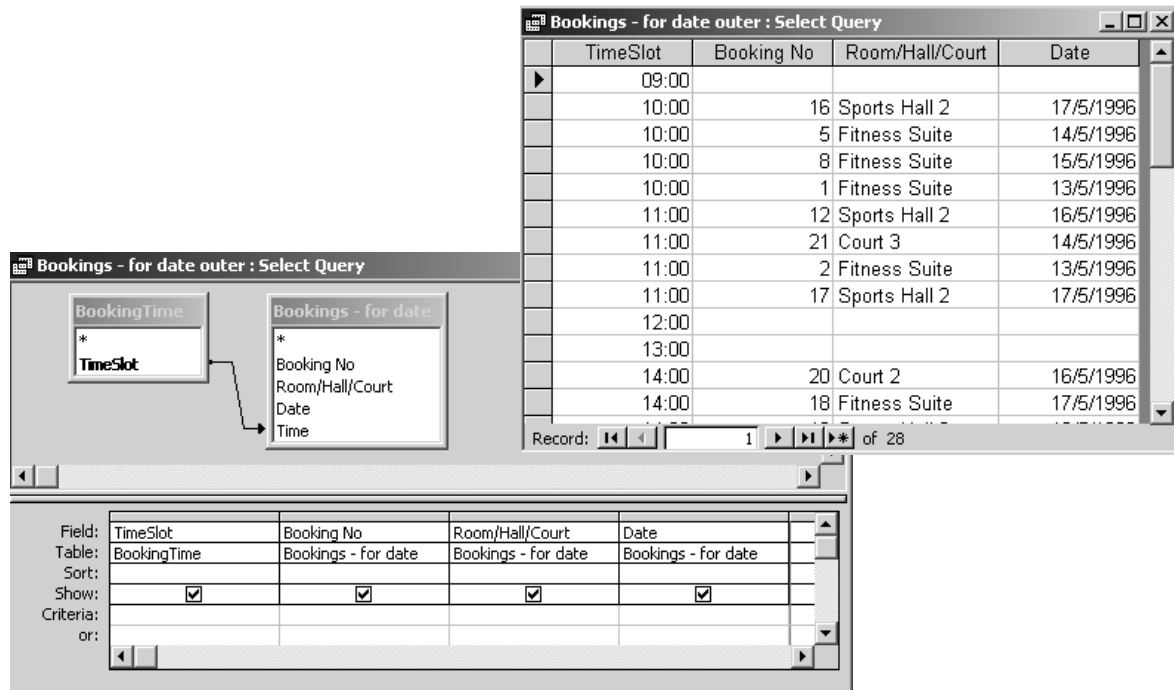 Bookings - for date outer : Select Query
TimeSlot Booking No Room/Hall/Court Date
09:00
10:00 16 Sports Hall 2 17/5/1996
10:00 5 Fitness Suite 14/5/1996
10:00 8 Fitness Suite 15/5/1996
10:00 1 Fitness Suite 13/5/1996
11:00 12 Sports Hall 2 16/5/1996
11:00 21 Court 3 14/5/1996
11:00 2 Fitness Suite 13/5/1996
11:00 17 Sports Hall 2 17/5/1996
12:00
13:00
14:00 20 Court 2 16/5/1996
14:00 18 Fitness Suite 17/5/1996
Record: 1 of 28
Bookings - for date outer : Select Query
BookingTime
*
TimeSlot
Bookings - for date
*
Booking No
Room/Hall/Court
Date
Time
Field: TimeSlot Booking No Room/Hall/Court Date
Table: BookingTime Bookings - for date Bookings - for date Bookings - for date
Sort:
Show:
Criteria:
or: